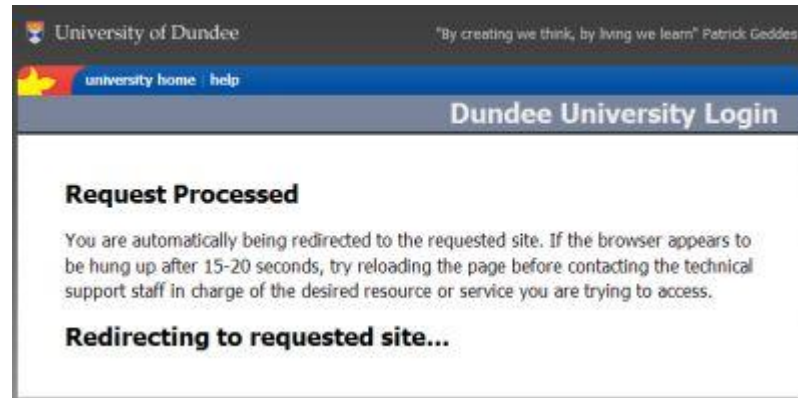 University of Dundee
"By creating we think, by living we learn" Patrick Geddes
university home help
Dundee University Login
Request Processed
You are automatically being redirected to the requested site. If the browser appears to
be hung up after 15-20 seconds, try reloading the page before contacting the technical
support staff in charge of the desired resource or service you are trying to access.
Redirecting to requested site...